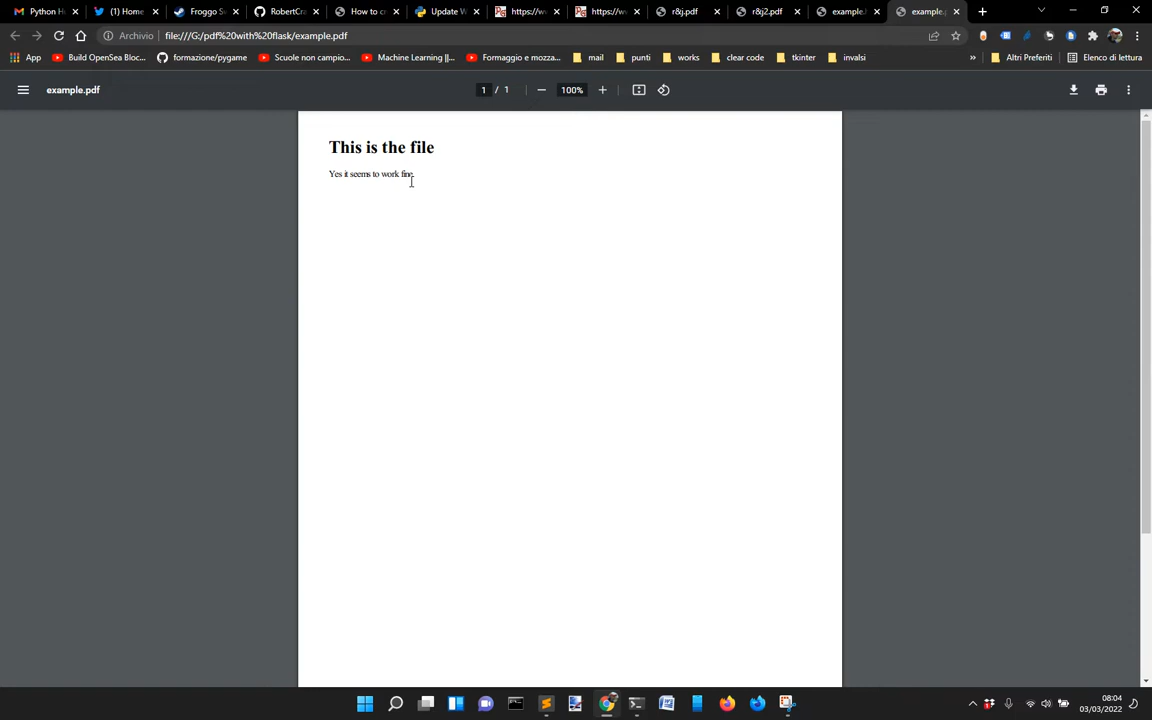 Python H
(1) Home
Froggo S
RobertCra
How to cr
Update W
https://w
https://w
r&j.pdf
r&j2.pdf
example.
example.
Archivio
file:///G:/pdf%20with%20flask/example.pdf
App
Build OpenSea Bloc...
formazione/pygame
Scuole non campio...
Machine Learning ||...
Formaggio e mozza...
mail
punti
works
clear code
tkinter
invalsi
»
Altri Preferiti
Elenco di lettura
example.pdf
1 / 1
100%
This is the file
Yes it seems to work fine
08:04
03/03/2022